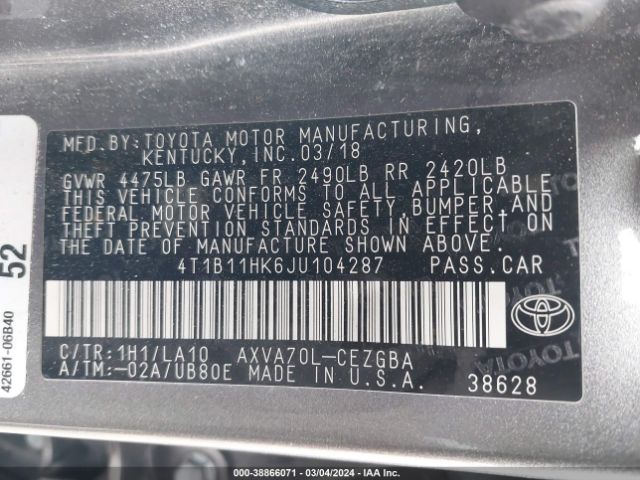 MFD.BY:TOYOTA MOTOR MANUFACTURING,
KENTUCKY,INC.03/18
GVWR 4475LB GAWR FR 2490LB RR 2420LB
THIS VEHICLE CONFORMS TO ALL APPLICABLE
FEDERAL MOTOR VEHICLE SAFETY,BUMPER,AND
THEFT PREVENTION STANDARDS IN EFFECT ON
THE DATE OF MANUFACTURE SHOWN ABOVE.
4T1B11HK6JU104287 PASS.CAR
C/TR:1H1/LA10 AXVA70L-CEZGBA
A/TM:-02A/UB80E MADE IN U.S.A.
38628
TOYOTA
52
42661-06B40
000-38866071 | 03/04/2024 - IAA Inc.